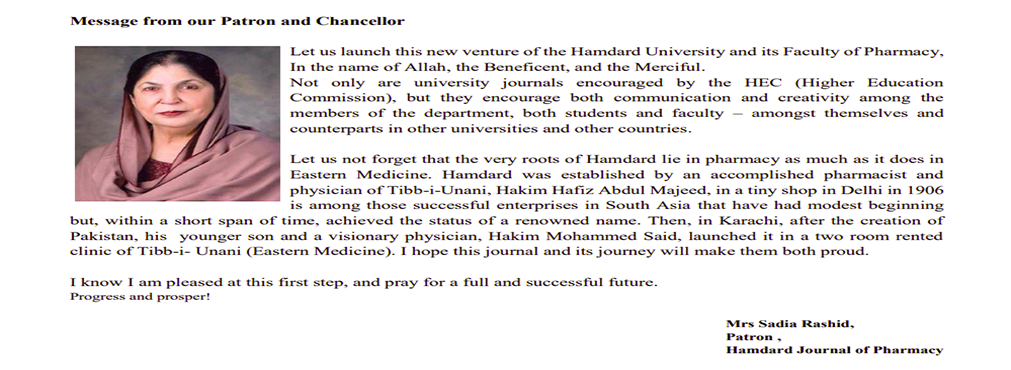 Message from our Patron and Chancellor
Let us launch this new venture of the Hamdard University and its Faculty of Pharmacy,
In the name of Allah, the Beneficent, and the Merciful.
Not only are university journals encouraged by the HEC (Higher Education
Commission), but they encourage both communication and creativity among the
members of the department, both students and faculty – amongst themselves and
counterparts in other universities and other countries.
Let us not forget that the very roots of Hamdard lie in pharmacy as much as it does in
Eastern Medicine. Hamdard was established by an accomplished pharmacist and
physician of Tibb-i-Unani, Hakim Hafiz Abdul Majeed, in a tiny shop in Delhi in 1906
is among those successful enterprises in South Asia that have had modest beginning
but, within a short span of time, achieved the status of a renowned name. Then, in Karachi, after the creation of
Pakistan, his younger son and a visionary physician, Hakim Mohammed Said, launched it in a two room rented
clinic of Tibb-i- Unani (Eastern Medicine). I hope this journal and its journey will make them both proud.
I know I am pleased at this first step, and pray for a full and successful future.
Progress and prosper!
Mrs Sadia Rashid,
Patron ,
Hamdard Journal of Pharmacy